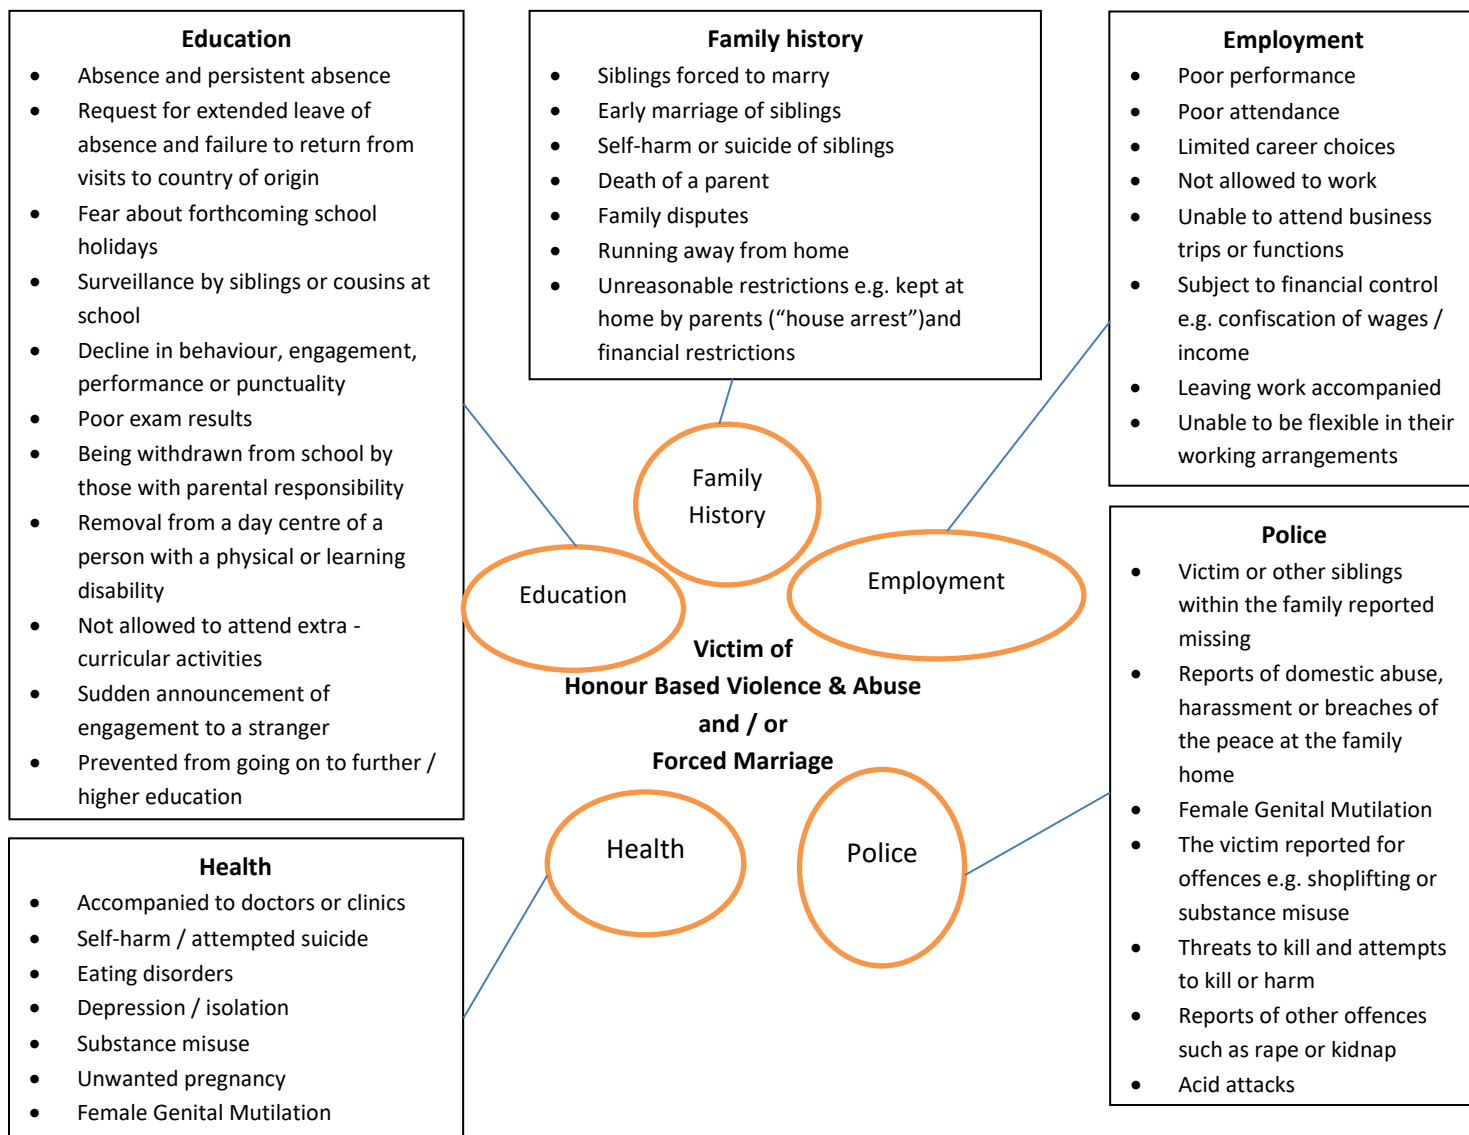 Education
• Absence and persistent absence
• Request for extended leave of
absence and failure to return from
visits to country of origin
• Fear about forthcoming school
holidays
• Surveillance by siblings or cousins at
school
• Decline in behaviour, engagement,
performance or punctuality
• Poor exam results
• Being withdrawn from school by
those with parental responsibility
• Removal from a day centre of a
person with a physical or learning
disability
• Not allowed to attend extra -
curricular activities
• Sudden announcement of
engagement to a stranger
• Prevented from going on to further /
higher education
Family history
• Siblings forced to marry
• Early marriage of siblings
• Self-harm or suicide of siblings
• Death of a parent
• Family disputes
• Running away from home
• Unreasonable restrictions e.g. kept at
home by parents (“house arrest”)and
financial restrictions
Employment
• Poor performance
• Poor attendance
• Limited career choices
• Not allowed to work
• Unable to attend business
trips or functions
• Subject to financial control
e.g. confiscation of wages /
income
• Leaving work accompanied
• Unable to be flexible in their
working arrangements
Family
History
Education
Employment
Victim of
Honour Based Violence & Abuse
and / or
Forced Marriage
Health
Police
Health
• Accompanied to doctors or clinics
• Self-harm / attempted suicide
• Eating disorders
• Depression / isolation
• Substance misuse
• Unwanted pregnancy
• Female Genital Mutilation
Police
• Victim or other siblings
within the family reported
missing
• Reports of domestic abuse,
harassment or breaches of
the peace at the family
home
• Female Genital Mutilation
• The victim reported for
offences e.g. shoplifting or
substance misuse
• Threats to kill and attempts
to kill or harm
• Reports of other offences
such as rape or kidnap
• Acid attacks